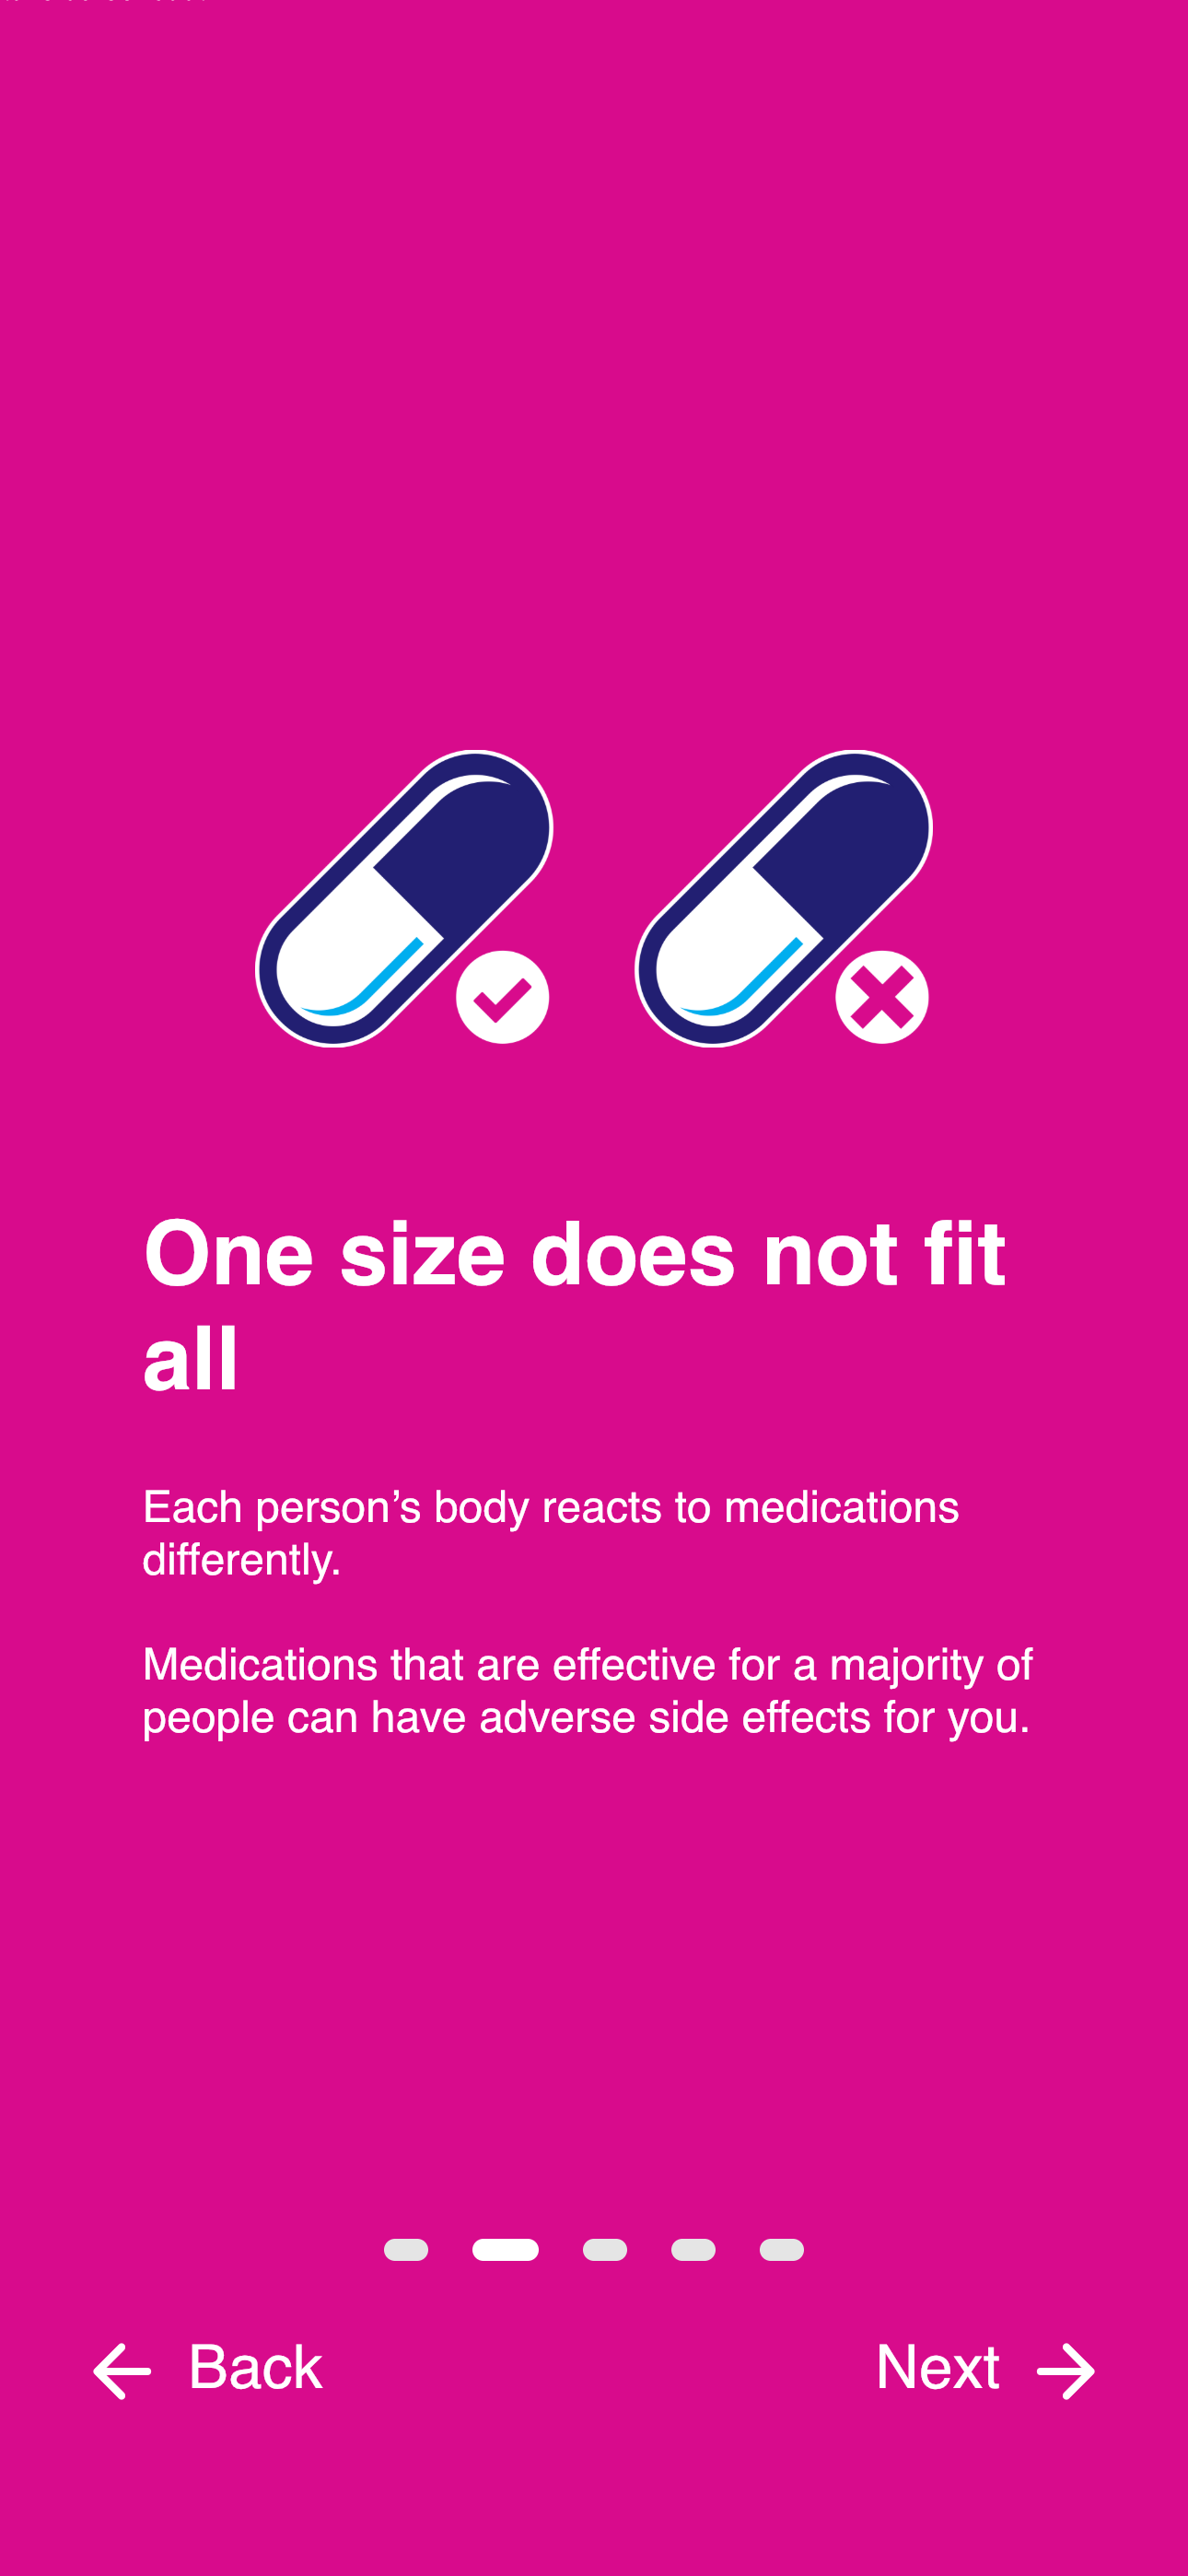 One size does not fit
all
Each person’s body reacts to medications
differently.
Medications that are effective for a majority of
people can have adverse side effects for you.
Back
Next